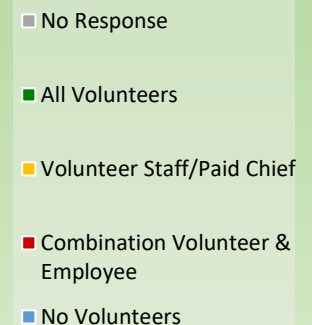 No Response
All Volunteers
Volunteer Staff/Paid Chief
Combination Volunteer &
Employee
No Volunteers